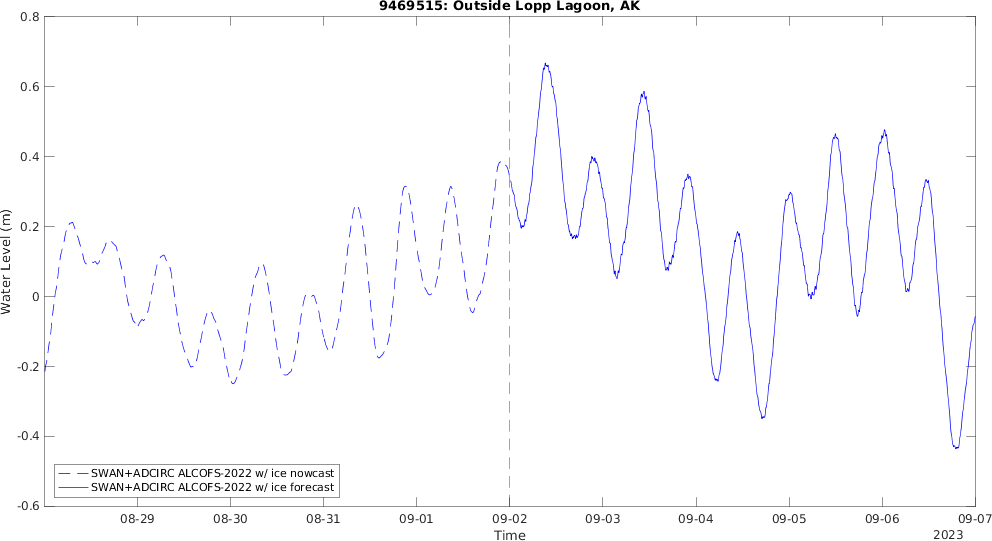 9469515: Outside Lopp Lagoon, AK
0.8
0.6
0.4
0.2
0
-0.2
-0.4
-0.6
Water Level (m)
SWAN+ADCIRC ALCOFS-2022 w/ ice nowcast
SWAN+ADCIRC ALCOFS-2022 w/ ice forecast
08-29 08-30 08-31 09-01 09-02 09-03 09-04 09-05 09-06 09-07
Time
2023